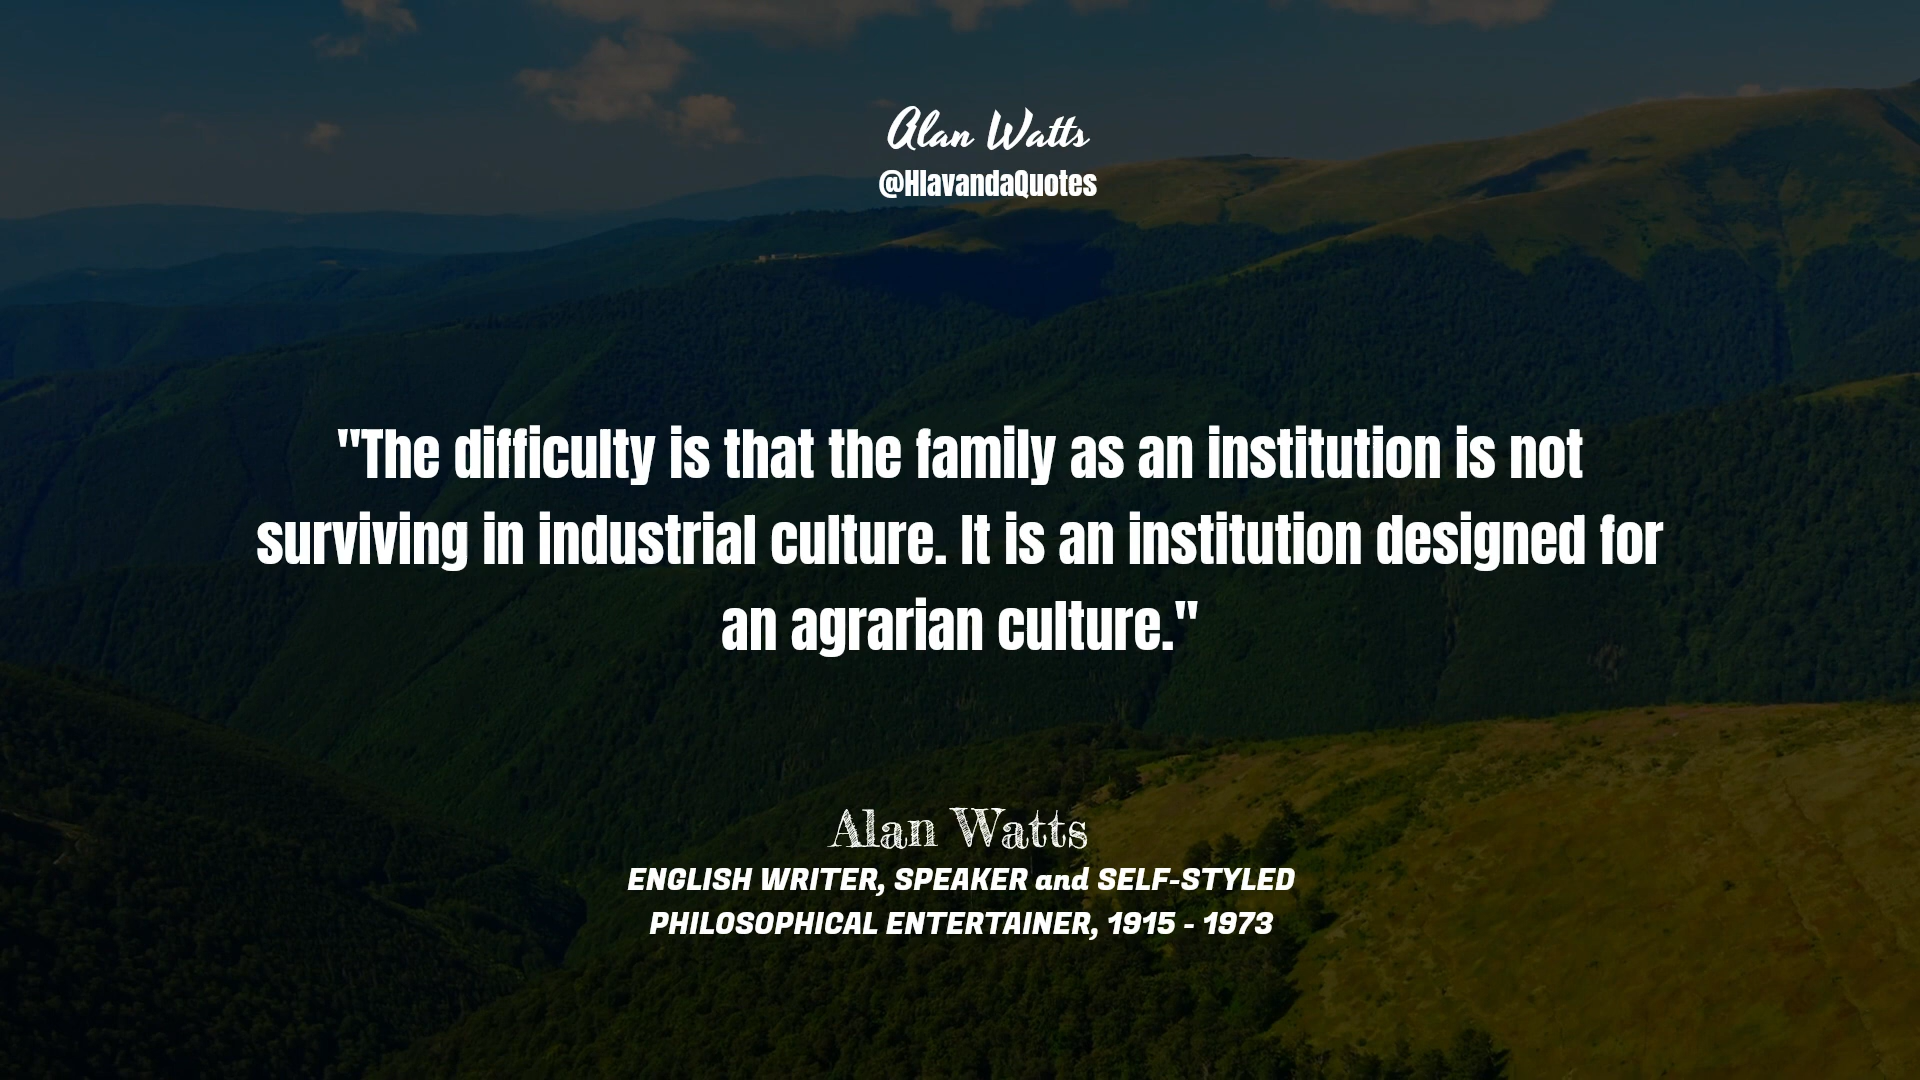 Alan Watts
@HlavandaQuotes
"The difficulty is that the family as an institution is not
surviving in industrial culture. It is an institution designed for
an agrarian culture."
Alan Watts
ENGLISH WRITER, SPEAKER and SELF-STYLED
PHILOSOPHICAL ENTERTAINER, 1915 - 1973